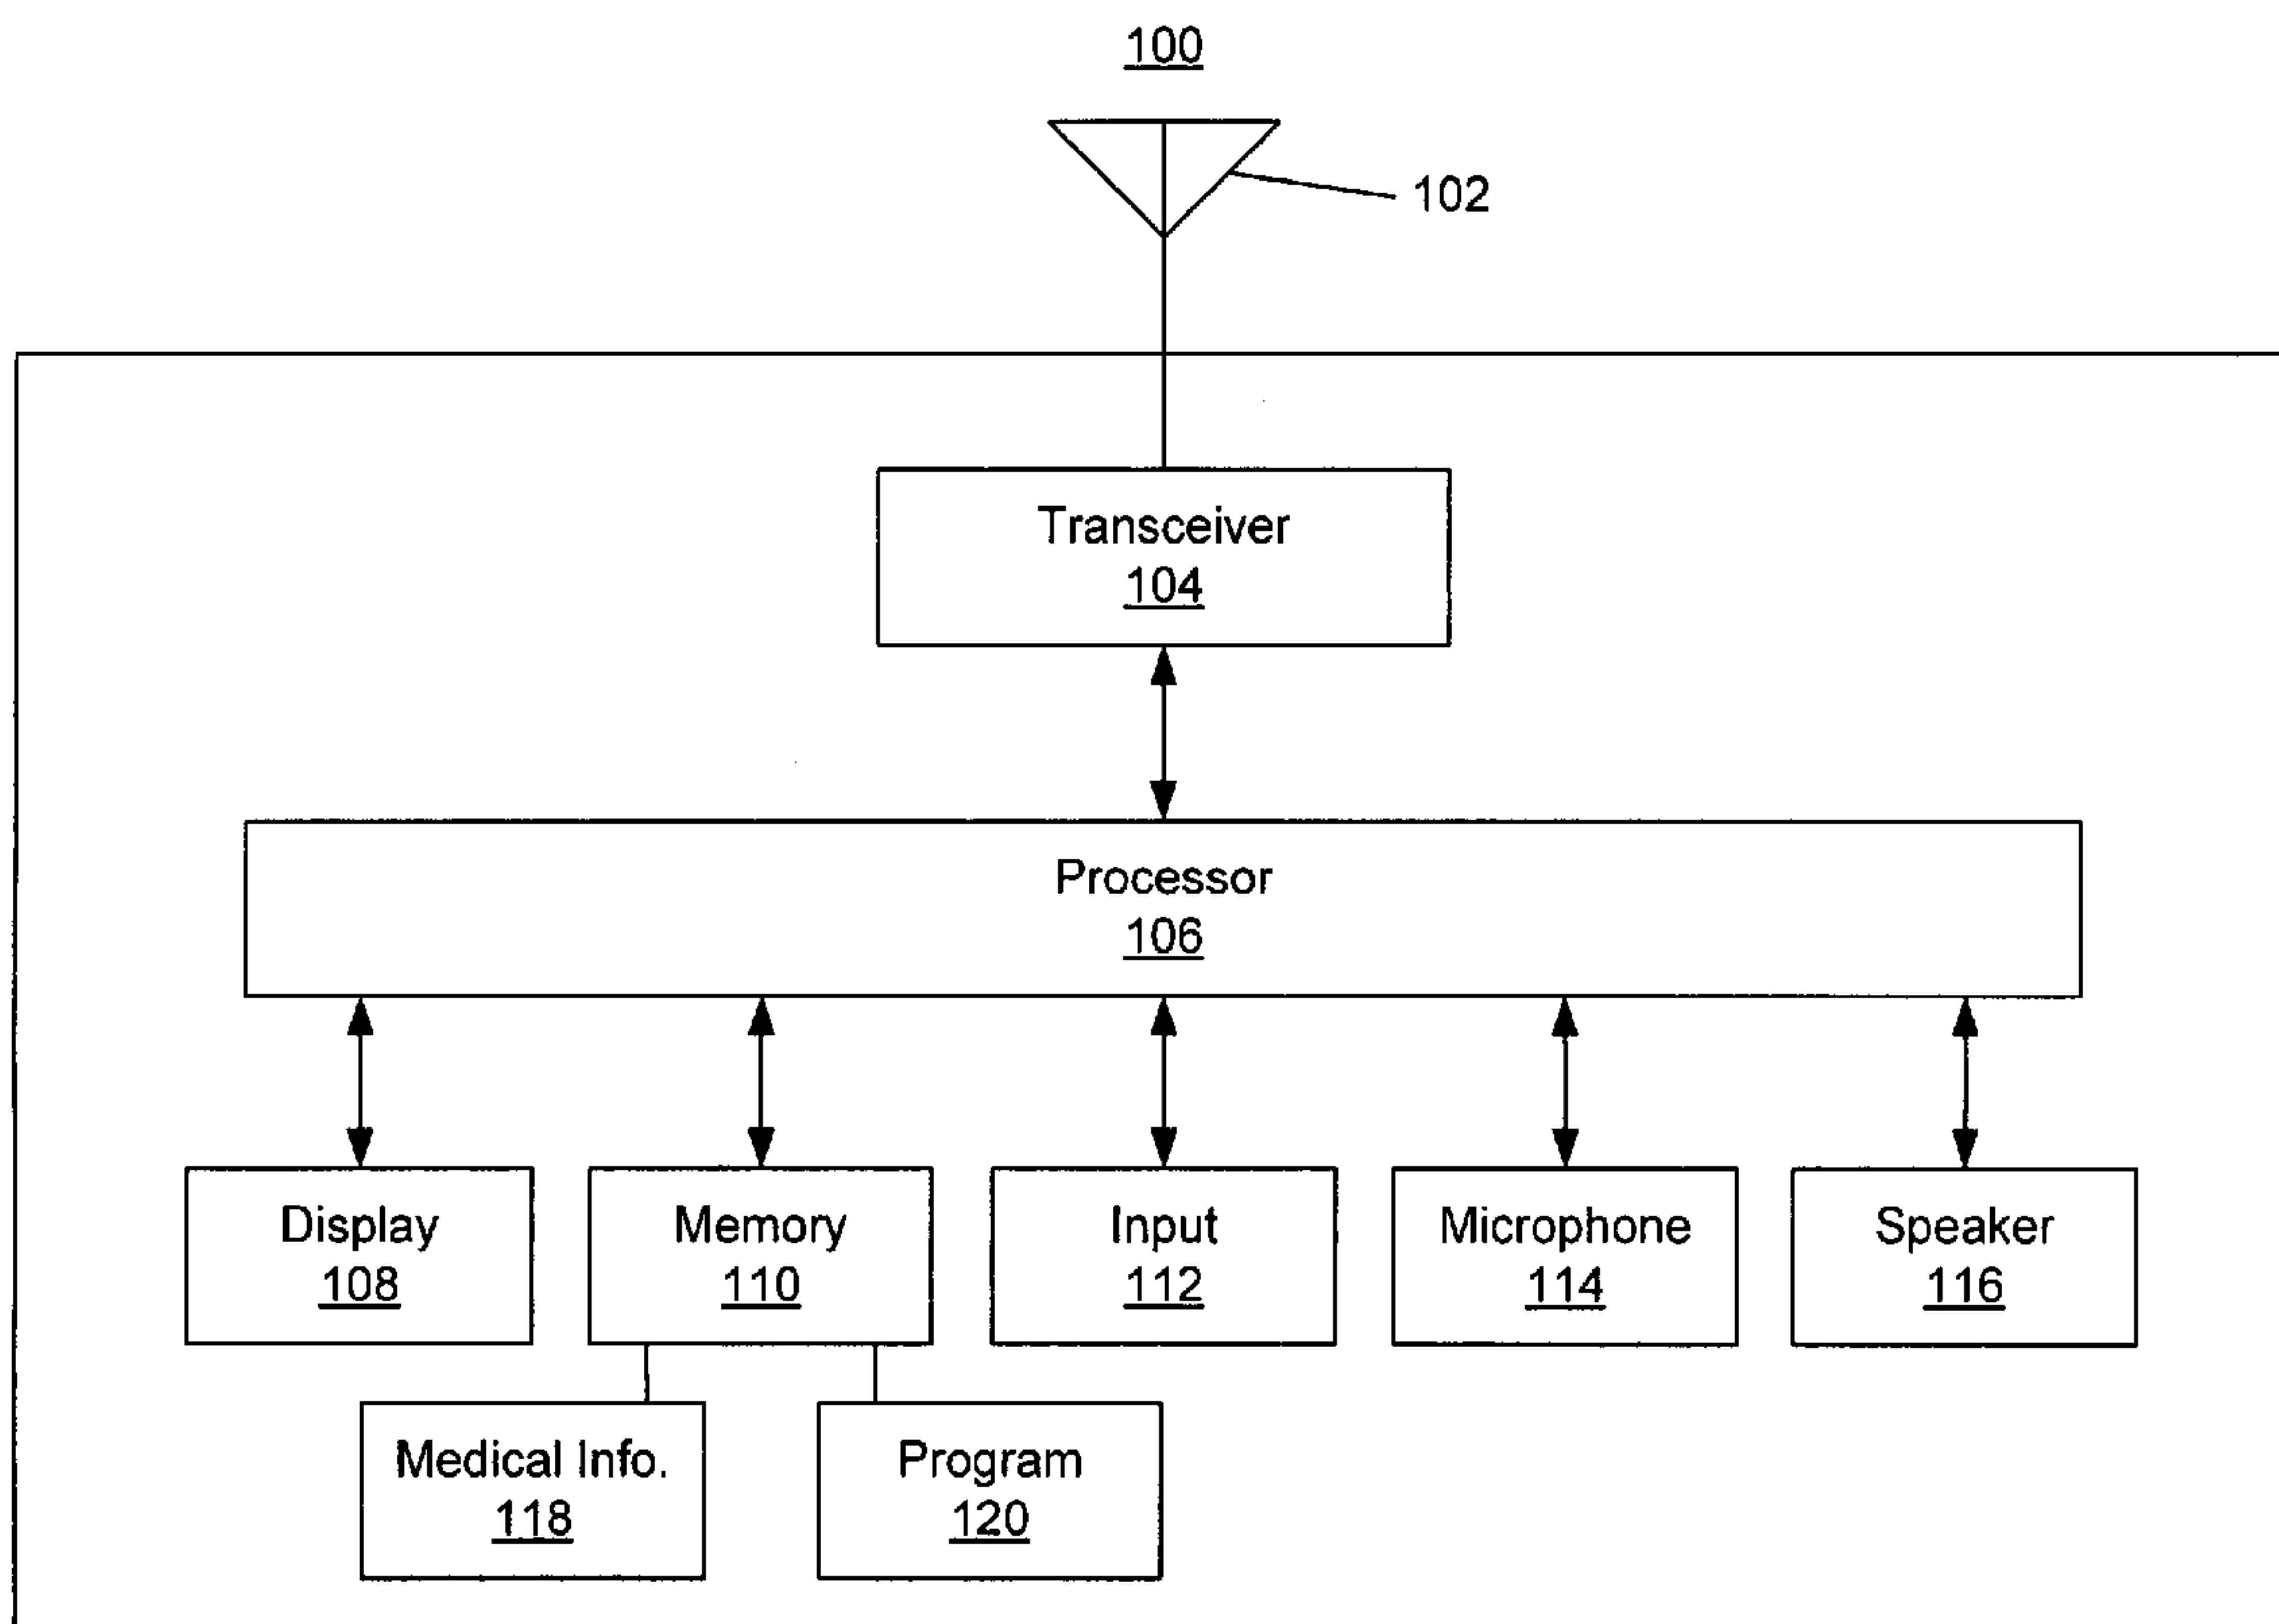 100
102
Transceiver
104
Processor
106
Display
108
Memory
110
Input
112
Microphone
114
Speaker
116
Medical Info.
118
Program
120